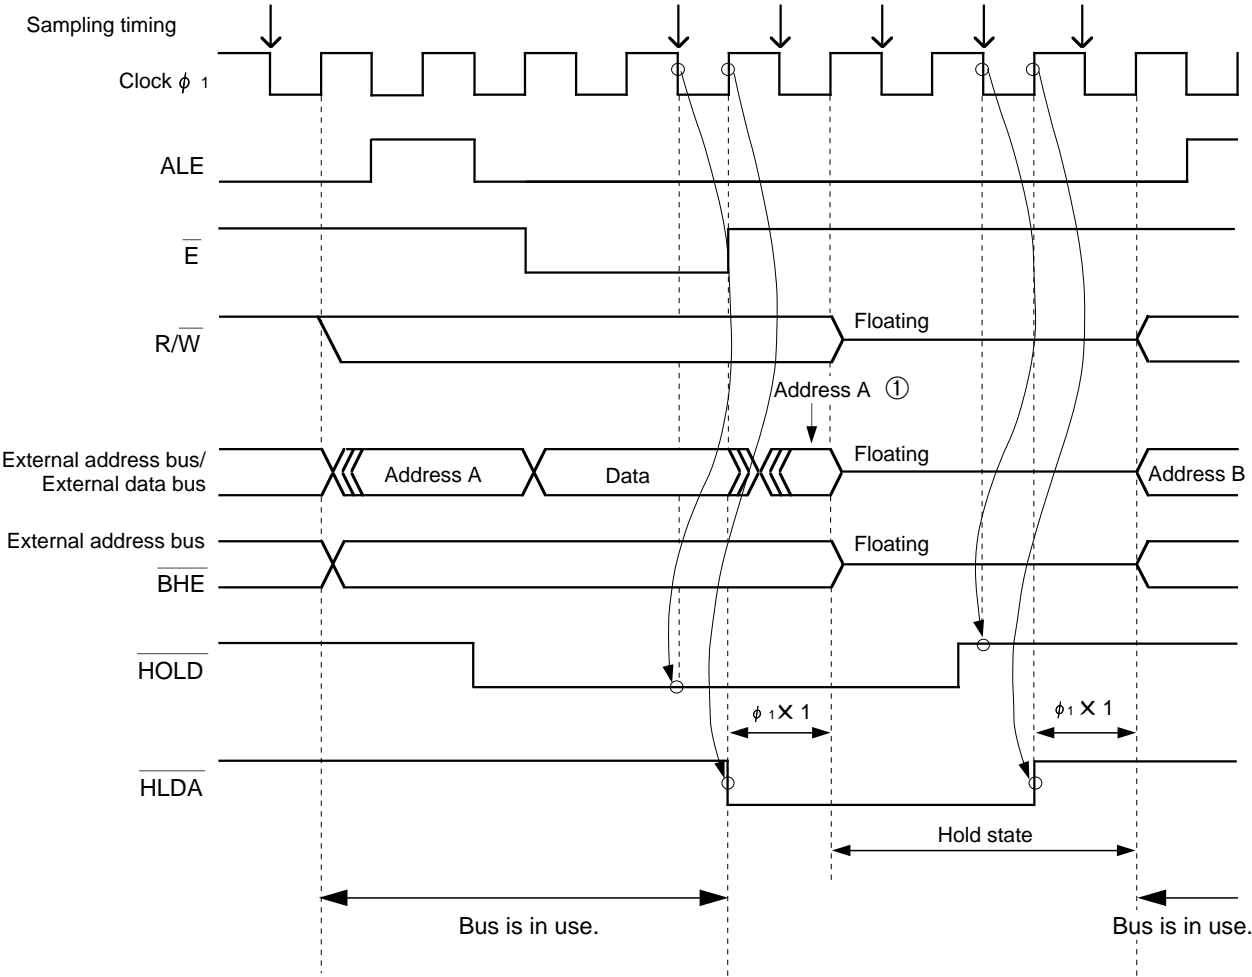 Sampling timing
Clock ϕ 1
ALE
E
R/W
Floating
Address A ①
External address bus/
External data bus
Address A
Data
Floating
Address B
External address bus
BHE
Floating
HOLD
ϕ 1 X 1
ϕ 1 X 1
HLDA
Hold state
Bus is in use.
Bus is in use.